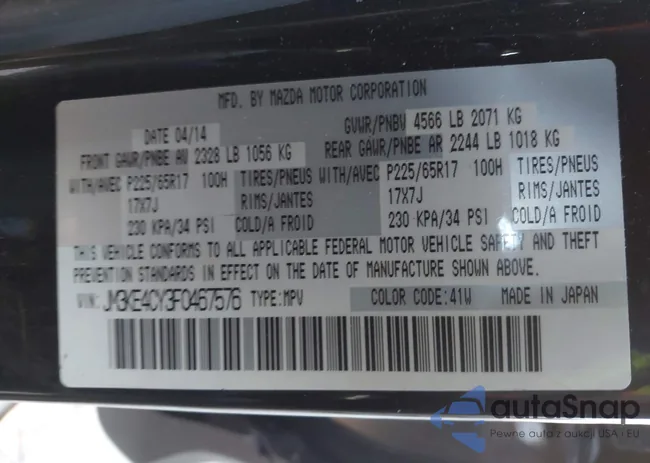 MFD. BY MAZDA MOTOR CORPORATION
DATE 04/14 GVWR/PNBV 4566 LB 2071 KG
FRONT GAWR/PNBE AV 2328 LB 1056 KG REAR GAWR/PNBE AR 2244 LB 1018 KG
WITH/AVEC P225/65R17 100H TIRES/PNEUS WITH/AVEC P225/65R17 100H TIRES/PNEUS
17X7J RIMS/JANTES 17X7J RIMS/JANTES
230 KPA/34 PSI COLD/A FROID 230 KPA/34 PSI COLD/A FROID
THIS VEHICLE CONFORMS TO ALL APPLICABLE FEDERAL MOTOR VEHICLE SAFETY AND THEFT
PREVENTION STANDARDS IN EFFECT ON THE DATE OF MANUFACTURE SHOWN ABOVE.
VIN: JM3KE4CY3F0467576 TYPE:MPV COLOR CODE:41W MADE IN JAPAN
autoSnap
Pewne auta z aukcji USA i EU